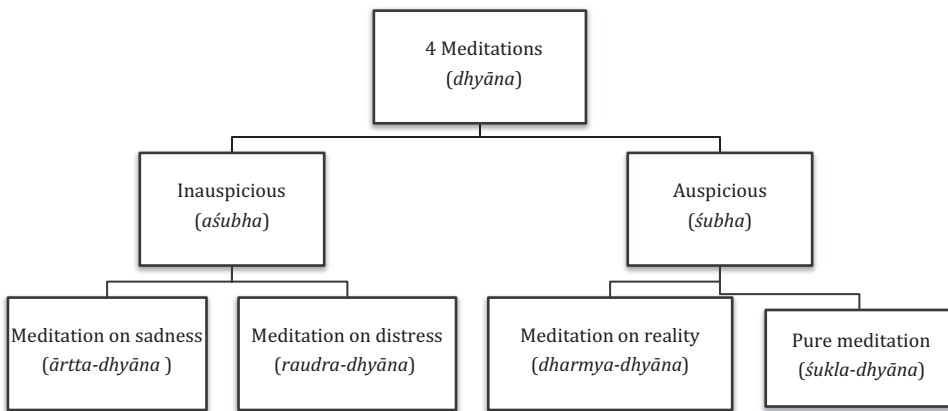 4 Meditations
(dhyāna)
Inauspicious
(aśubha)
Auspicious
(śubha)
Meditation on sadness
(ārtta-dhyāna )
Meditation on distress
(raudra-dhyāna)
Meditation on reality
(dharmya-dhyāna)
Pure meditation
(śukla-dhyāna)